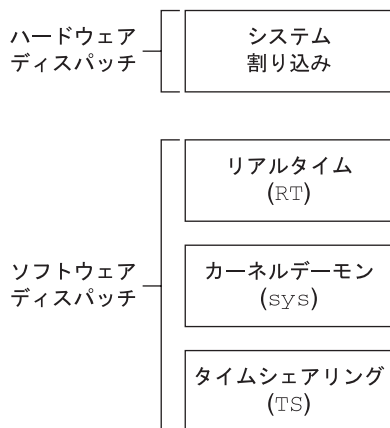 ハードウェア
ディスパッチ
システム
割り込み
ソフトウェア
ディスパッチ
リアルタイム
(RT)
カーネルデーモン
(sys)
タイムシェアリング
(TS)